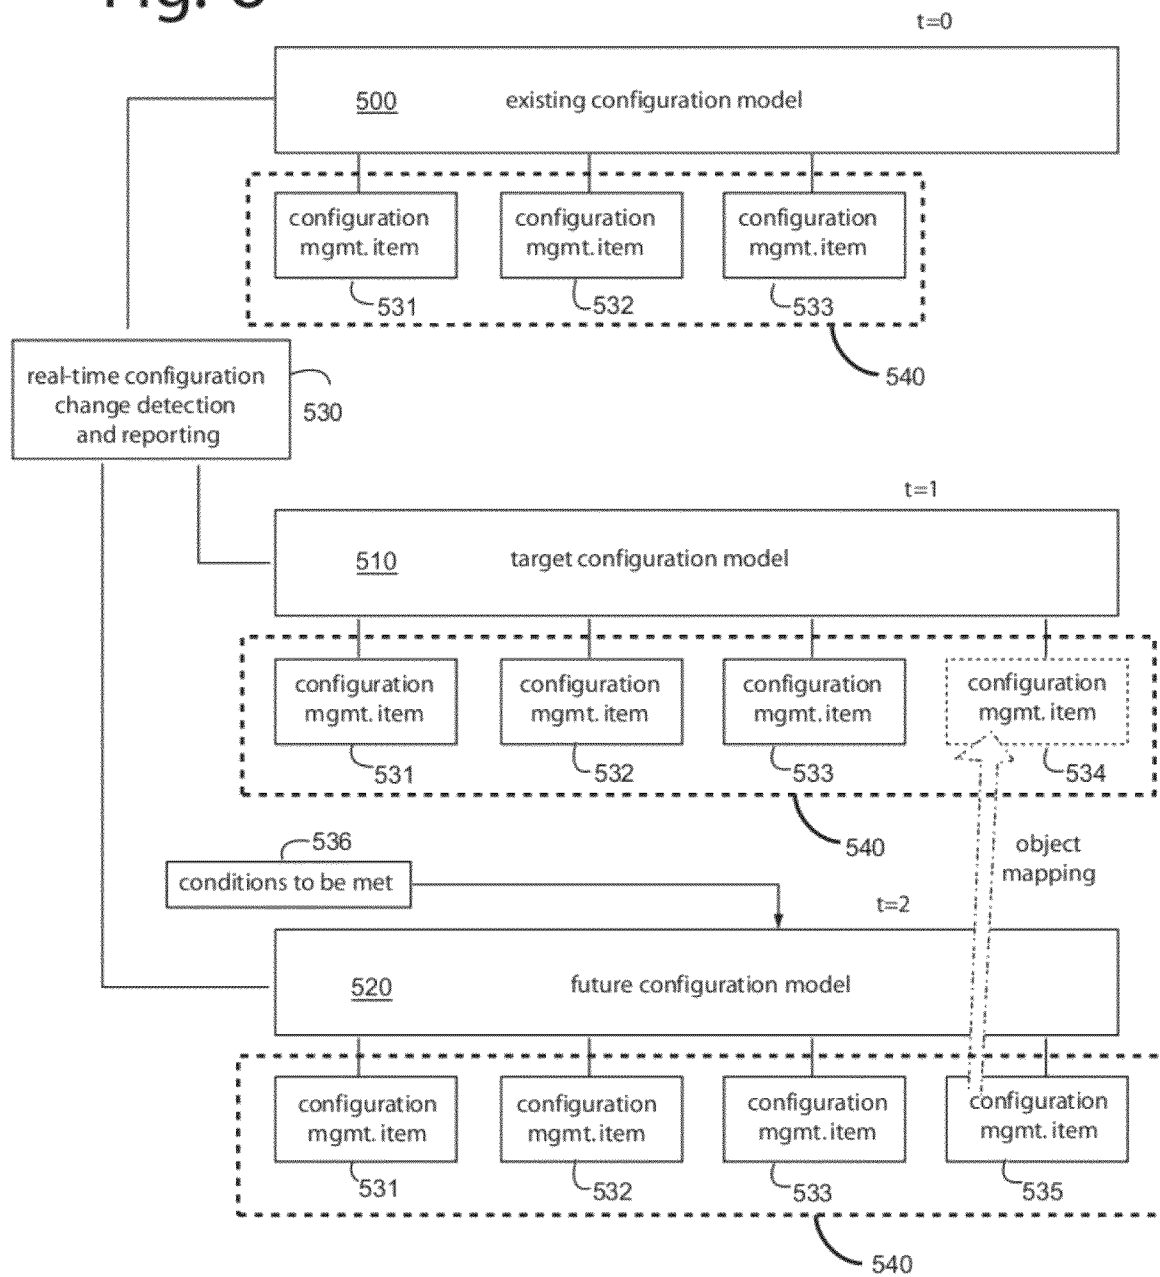 t=0
500 existing configuration model
configuration mgmt. item
configuration mgmt. item
configuration mgmt. item
531
532
533
540
real-time configuration
change detection
and reporting
530
t=1
510 target configuration model
configuration mgmt. item
configuration mgmt. item
configuration mgmt. item
configuration mgmt. item
531
532
533
534
540
object
mapping
536
conditions to be met
t=2
520 future configuration model
configuration mgmt. item
configuration mgmt. item
configuration mgmt. item
configuration mgmt. item
531
532
533
535
540